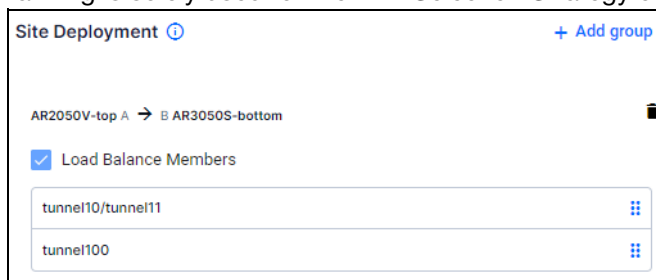 Site Deployment
+ Add group
AR2050V-top A → B AR3050S-bottom
Load Balance Members
tunnel10/tunnel11
tunnel100